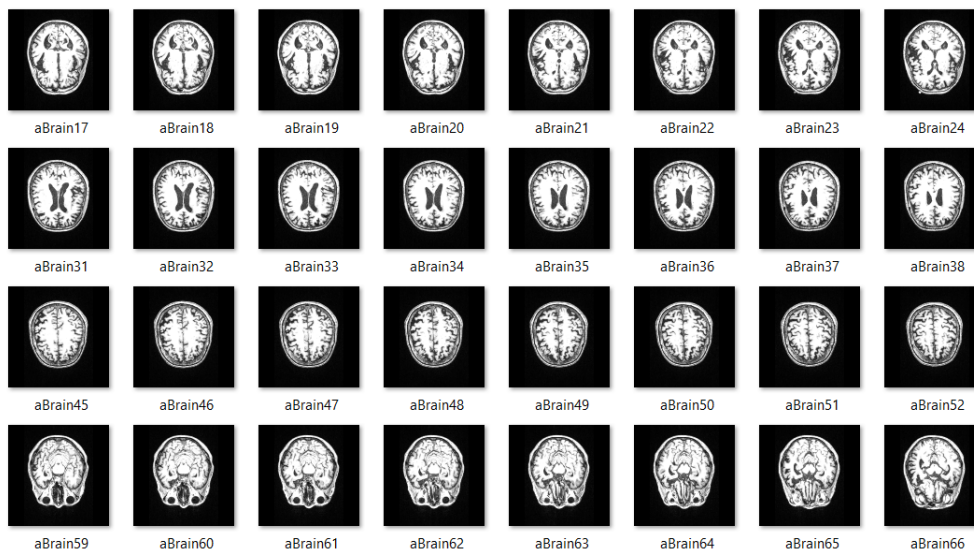 aBrain17 aBrain18 aBrain19 aBrain20 aBrain21 aBrain22 aBrain23 aBrain24
aBrain31 aBrain32 aBrain33 aBrain34 aBrain35 aBrain36 aBrain37 aBrain38
aBrain45 aBrain46 aBrain47 aBrain48 aBrain49 aBrain50 aBrain51 aBrain52
aBrain59 aBrain60 aBrain61 aBrain62 aBrain63 aBrain64 aBrain65 aBrain66